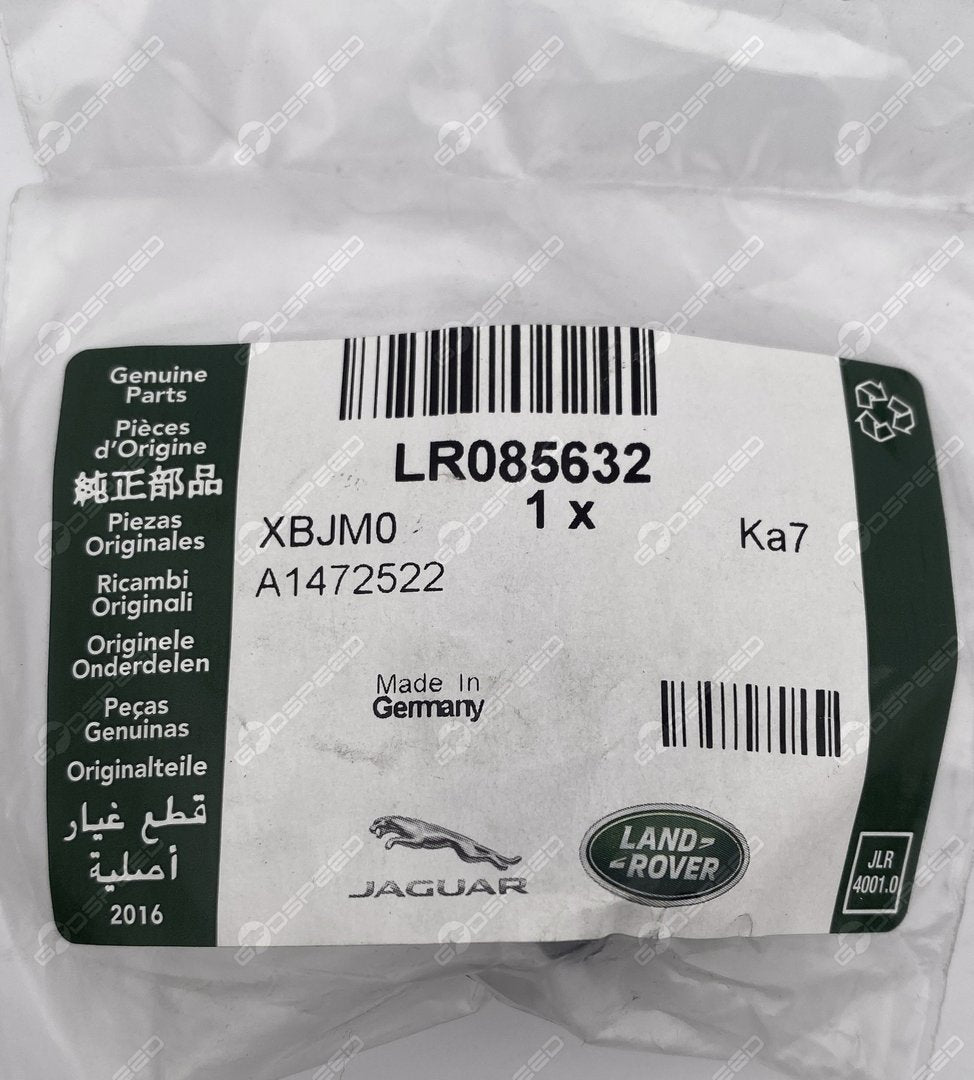 Genuine
Parts
Pièces
d'Origine
純正部品
Piezas
Originales
Ricambi
Originali
Originele
Onderdelen
Peças
Genuinas
Originalteile
قطع غيار
أصلية
2016
LR085632
1 x
XBJM0
Ka7
A1472522
Made In
Germany
JAGUAR
LAND-
-ROVER
JLR
4001.0
GODSPEED